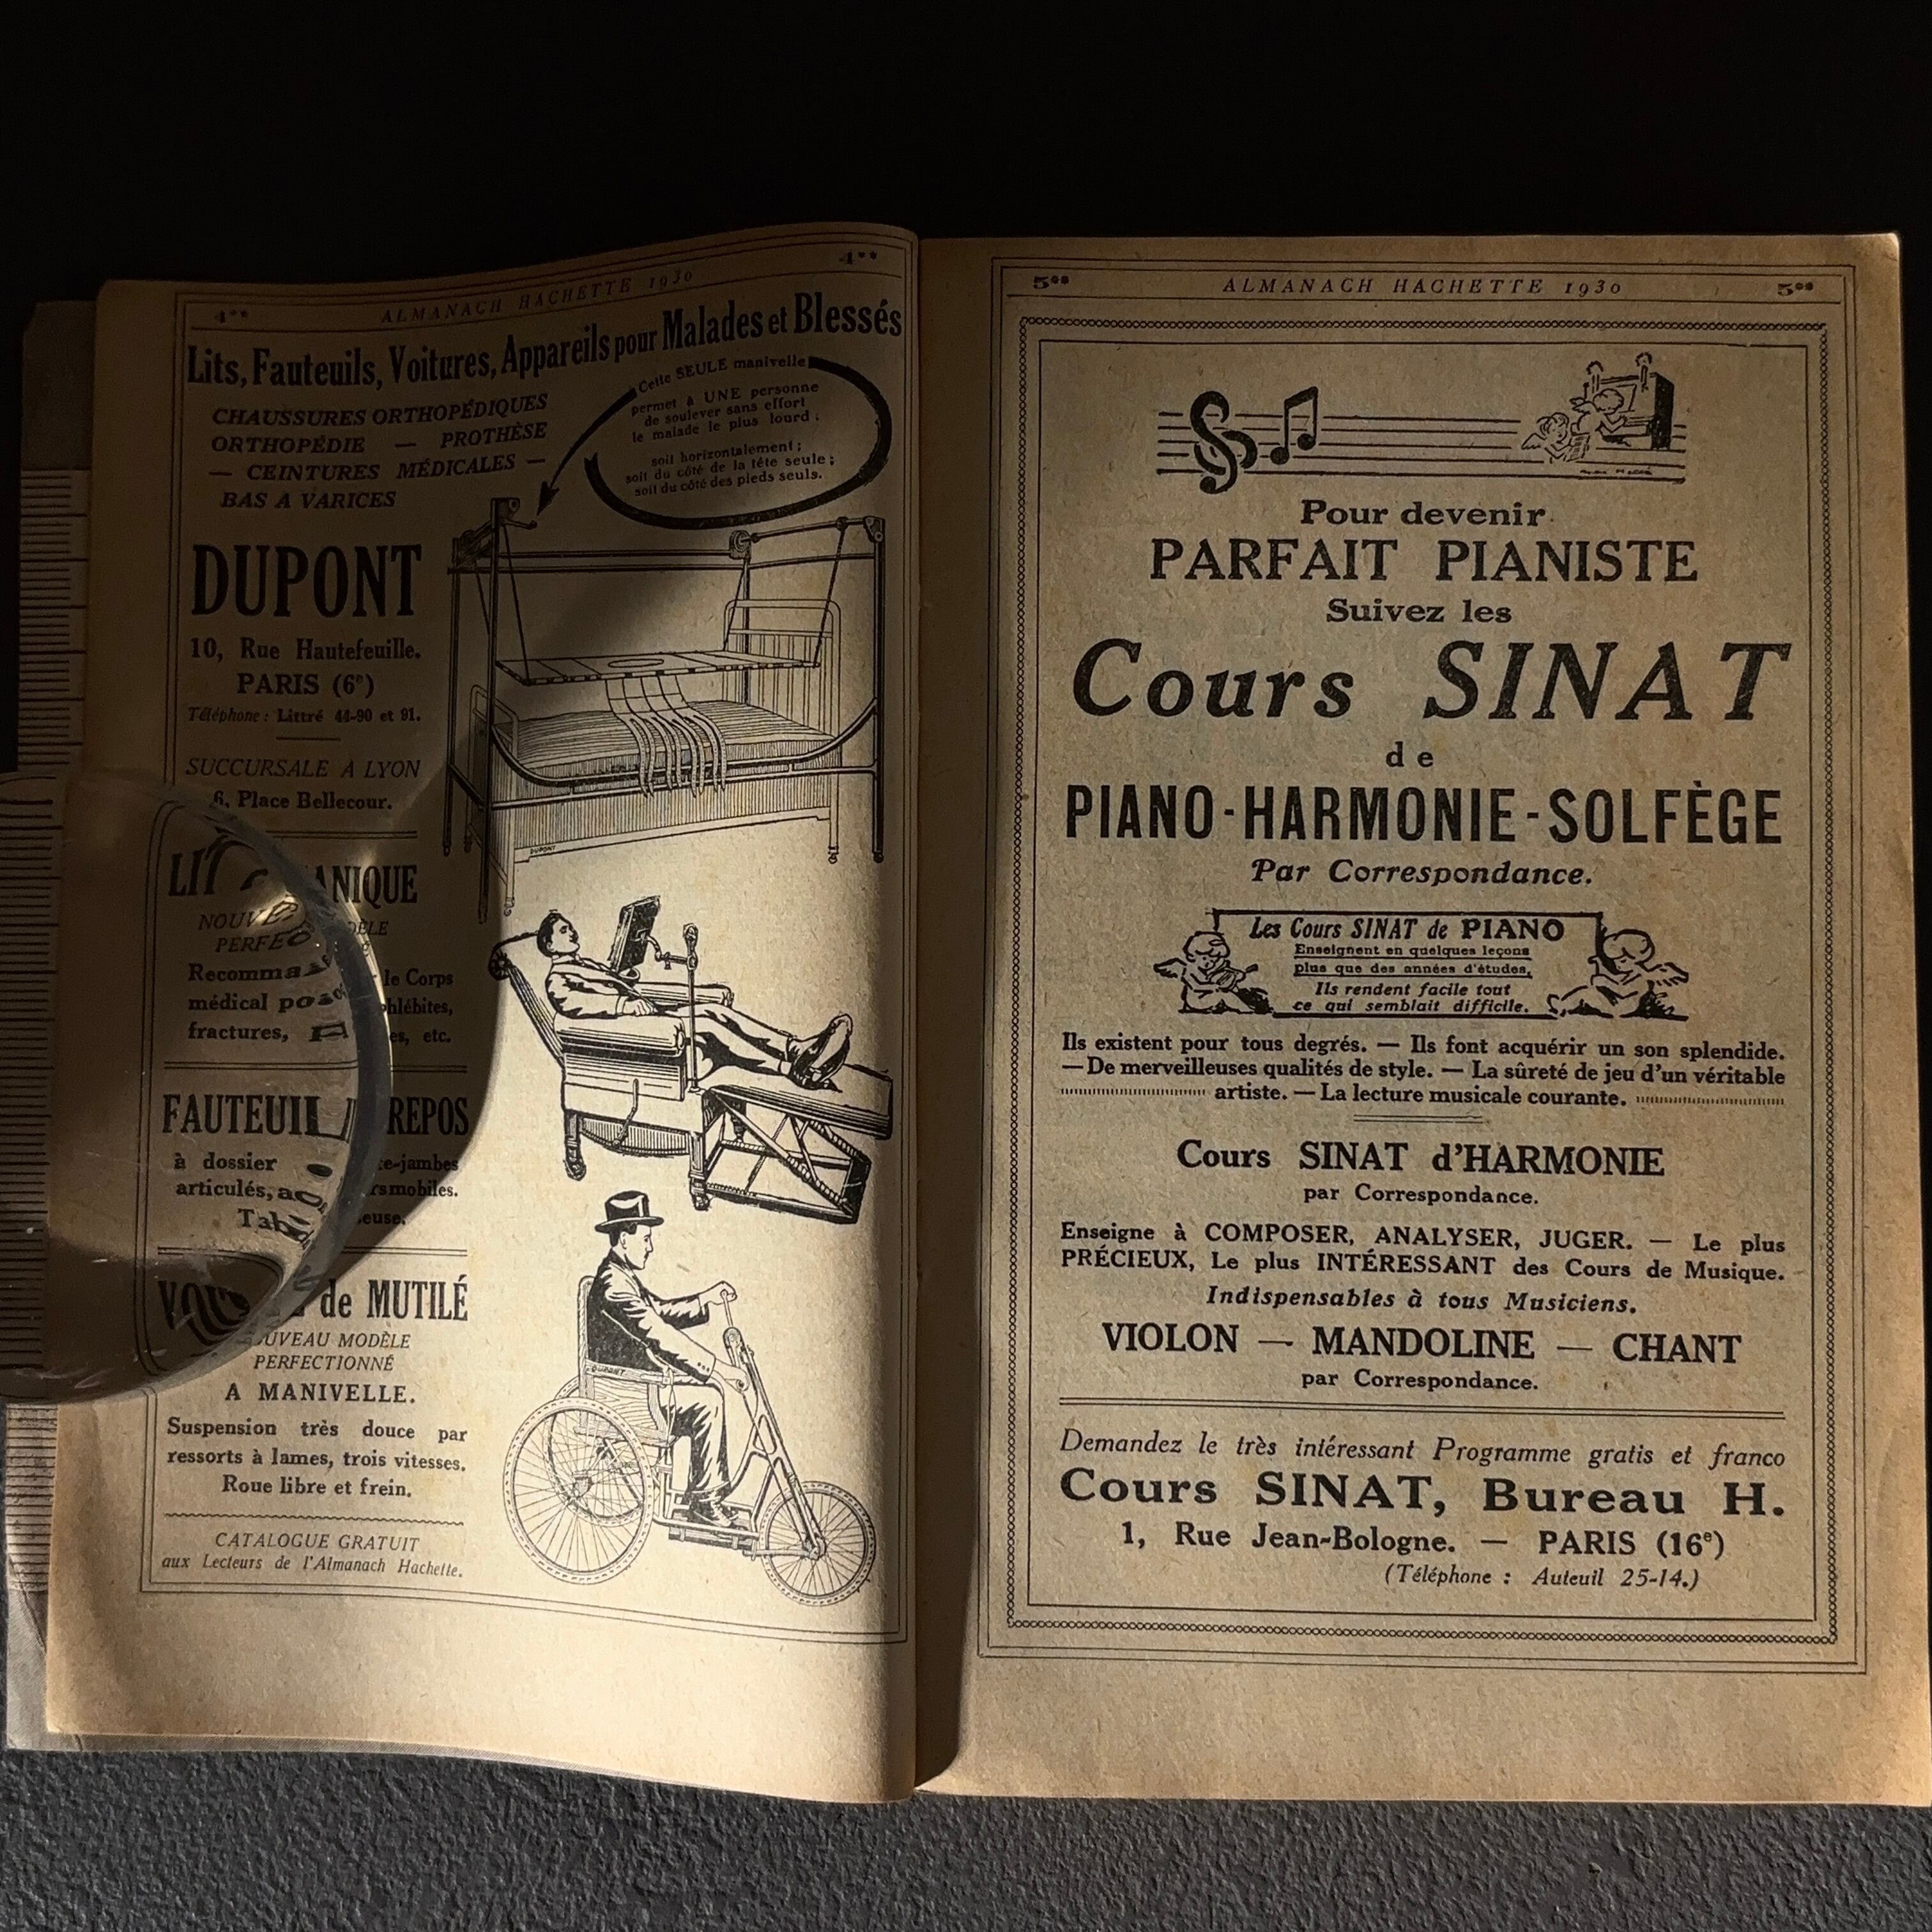 4**
ALMANACH HACHETTE 1930
4**
Lits, Fauteuils, Voitures, Appareils pour Malades et Blessés
CHAUSSURES ORTHOPÉDIQUES
ORTHOPÉDIE — PROTHÈSE
— CEINTURES MÉDICALES —
BAS A VARICES
Cette SEULE manivelle
permet à UNE personne
de soulever sans effort
le malade le plus lourd :
soit horizontalement ;
soit du côté de la tête seule ;
soit du côté des pieds seuls.
DUPONT
10, Rue Hautefeuille.
PARIS (6e)
Téléphone : Littré 44-90 et 91.
SUCCURSALE A LYON
6, Place Bellecour.
DUPONT
LIT
PERFE
Recomma le Corps
médical phlébites,
fractures, es, etc.
FAUTEUIL REPOS
à dossier te-jambes
articulés,
de MUTILÉ
UVEAU MODÈLE
PERFECTIONNÉ
A MANIVELLE.
Suspension très douce par
ressorts à lames, trois vitesses.
Roue libre et frein.
DUPONT
CATALOGUE GRATUIT
aux Lecteurs de l'Almanach Hachette.
5**
ALMANACH HACHETTE 1930
5**
Pour devenir
PARFAIT PIANISTE
Suivez les
Cours SINAT
de
PIANO-HARMONIE-SOLFÈGE
Par Correspondance.
Les Cours SINAT de PIANO
Enseignent en quelques leçons
plus que des années d'études,
Ils rendent facile tout
ce qui semblait difficile.
Ils existent pour tous degrés. — Ils font acquérir un son splendide.
— De merveilleuses qualités de style. — La sûreté de jeu d'un véritable
artiste. — La lecture musicale courante.
Cours SINAT d'HARMONIE
par Correspondance.
Enseigne à COMPOSER, ANALYSER, JUGER. — Le plus
PRÉCIEUX, Le plus INTÉRESSANT des Cours de Musique.
Indispensables à tous Musiciens.
VIOLON — MANDOLINE — CHANT
par Correspondance.
Demandez le très intéressant Programme gratis et franco
Cours SINAT, Bureau H.
1, Rue Jean-Bologne. — PARIS (16e)
(Téléphone : Auteuil 25-14.)